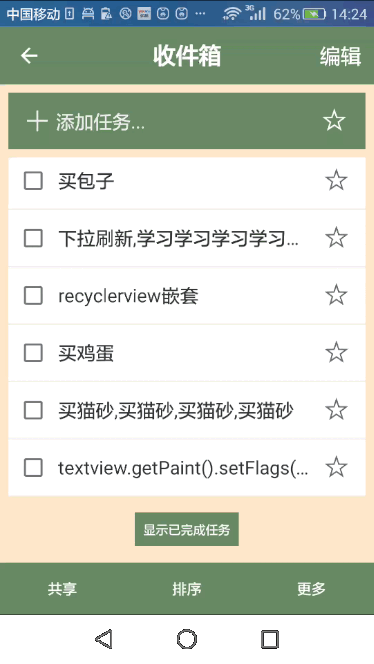 中国移动 ... 3G 62% 14:24
收件箱 编辑
添加任务...
买包子
下拉刷新,学习学习学习学习...
recyclerview嵌套
买鸡蛋
买猫砂,买猫砂,买猫砂,买猫砂
textview.getPaint().setFlags(...
显示已完成任务
共享 排序 更多